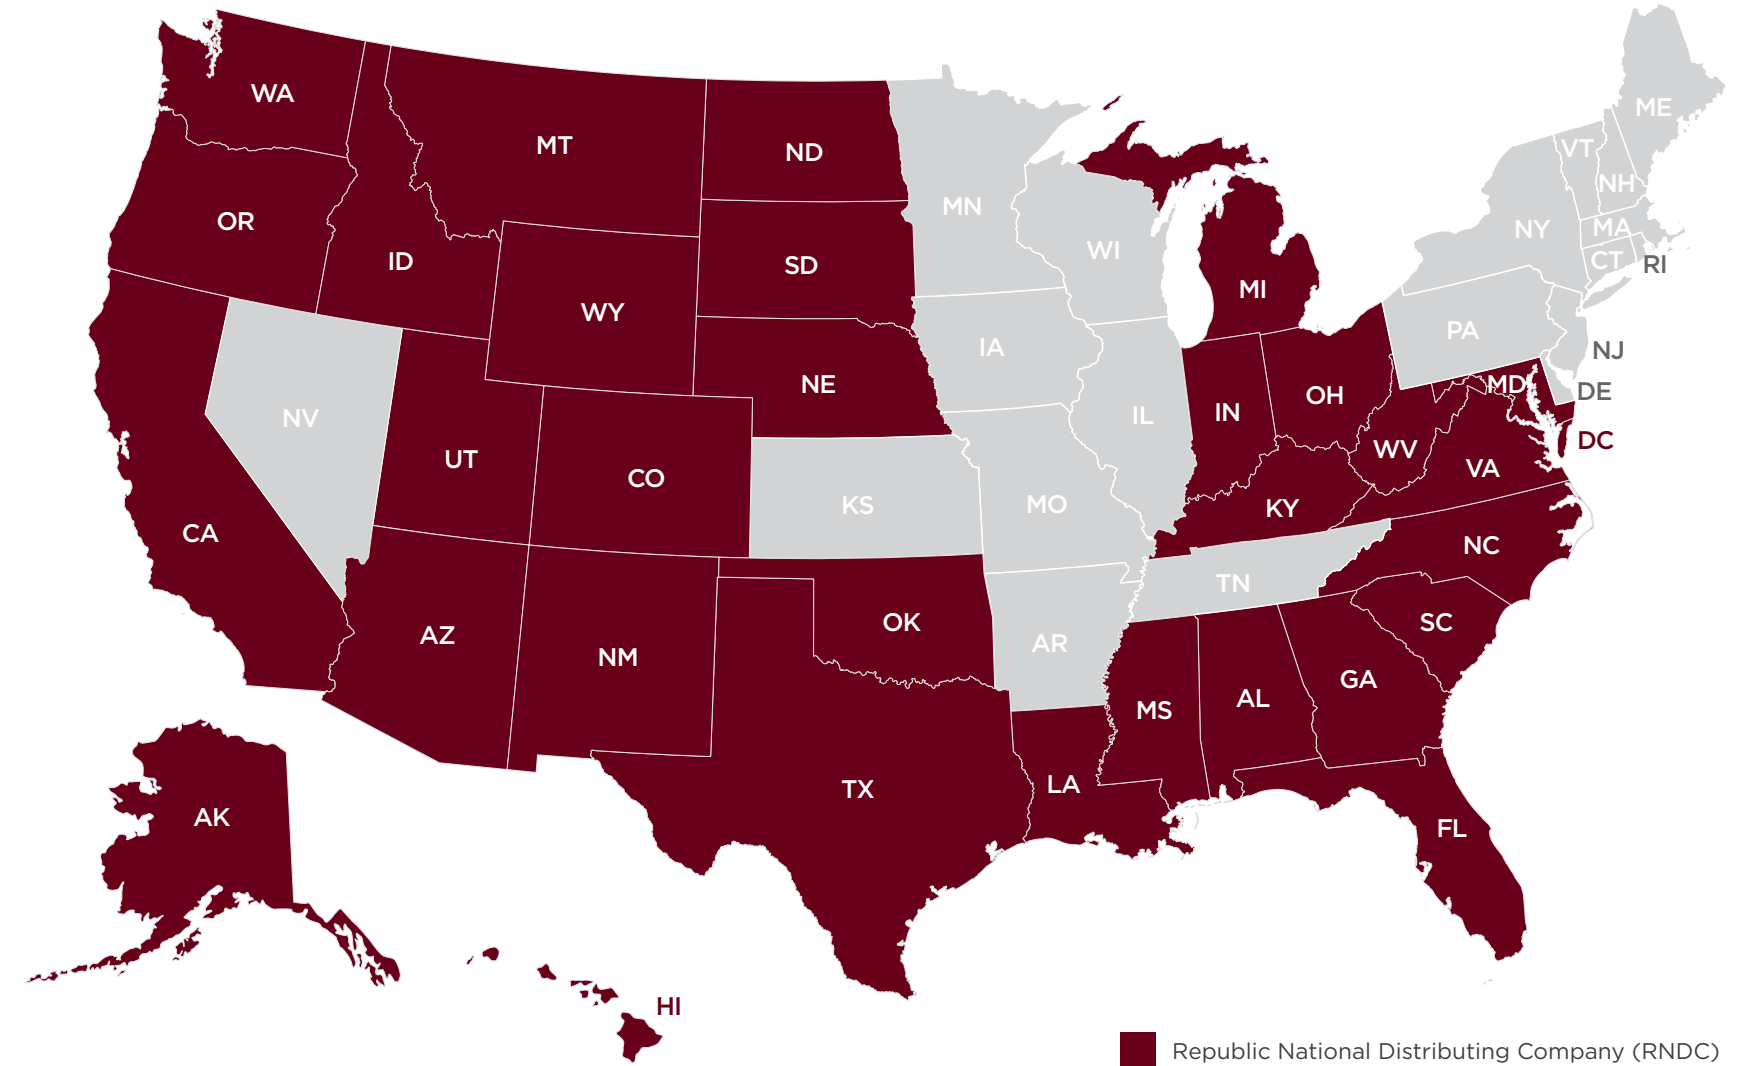 WA
ME
MT
VT
ND
NH
MN
OR
MA
NY
WI
CT
ID
RI
SD
MI
WY
PA
IA
NJ
NE
DE
MD
OH
IN
IL
NV
DC
WV
UT
VA
CO
KS
MO
KY
CA
NC
TN
OK
SC
AZ
AR
NM
GA
AL
MS
LA
TX
AK
FL
HI
Republic National Distributing Company (RNDC)